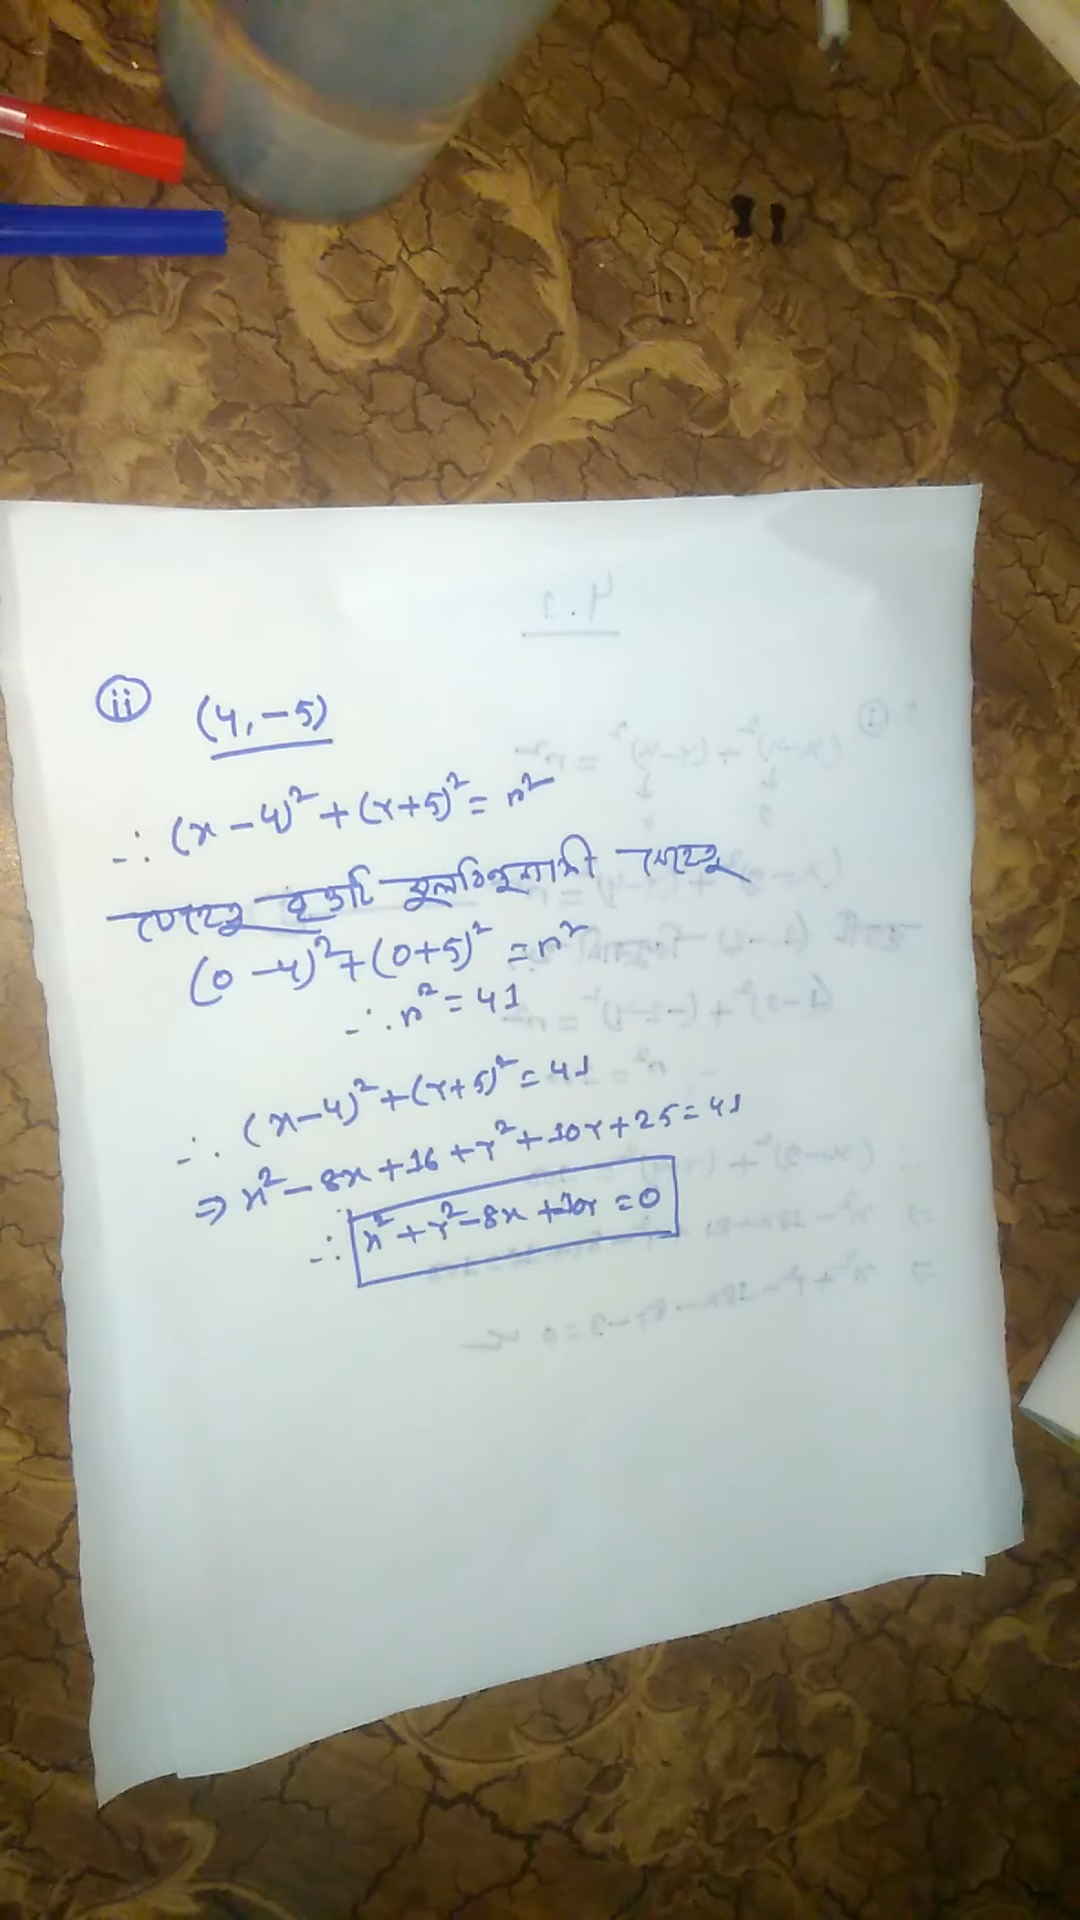 ii (4, -5)
∴ (x - 4)² + (y + 5)² = r²
যেহেতু বৃত্তটি মূলবিন্দুগামী সেহেতু
(0 - 4)² + (0 + 5)² = r²
∴ r² = 41
∴ (x - 4)² + (y + 5)² = 41
⇒ x² - 8x + 16 + y² + 10y + 25 = 41
∴ x² + y² - 8x + 10y = 0